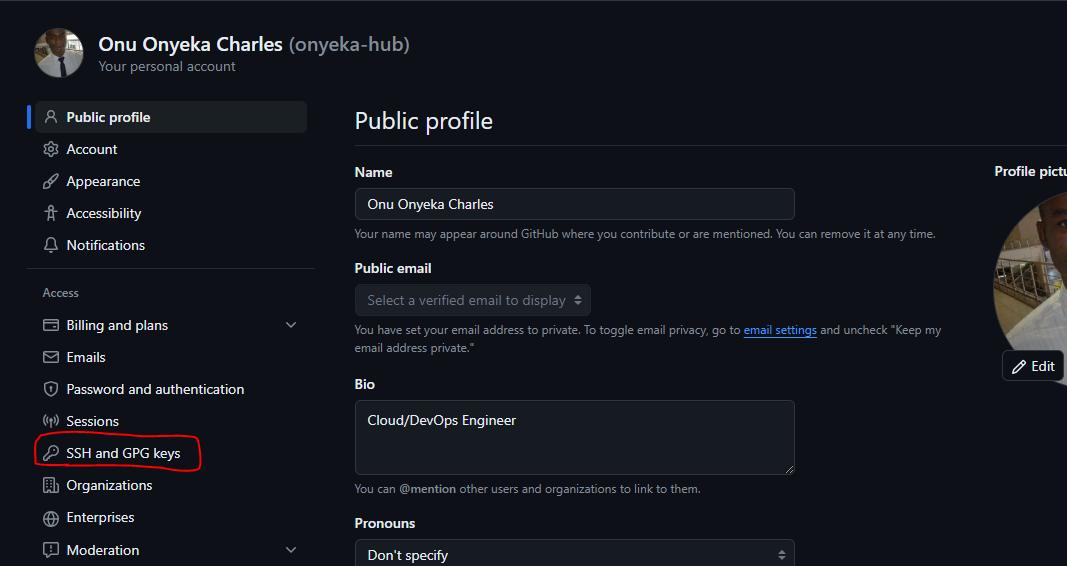 Onu Onyeka Charles (onyeka-hub)
Your personal account
Public profile
Account
Appearance
Accessibility
Notifications
Access
Billing and plans
Emails
Password and authentication
Sessions
SSH and GPG keys
Organizations
Enterprises
Moderation
Public profile
Name
Onu Onyeka Charles
Your name may appear around GitHub where you contribute or are mentioned. You can remove it at any time.
Public email
Select a verified email to display
You have set your email address to private. To toggle email privacy, go to email settings and uncheck "Keep my
email address private."
Bio
Cloud/DevOps Engineer
You can @mention other users and organizations to link to them.
Pronouns
Don't specify
Profile pictu
Edit